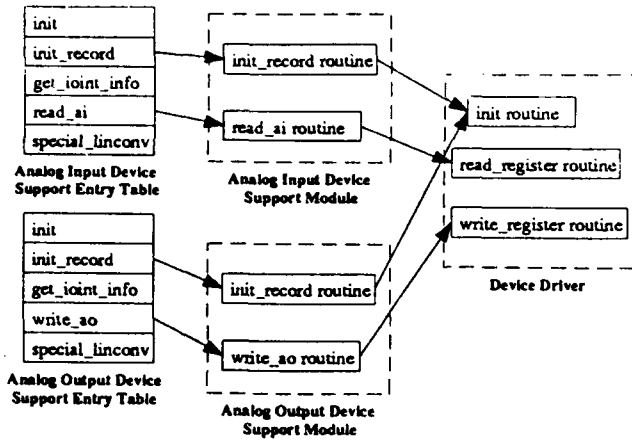 init
init_record
get_ioint_info
read_ai
special_linconv
Analog Input Device
Support Entry Table
init_record routine
read_ai routine
Analog Input Device
Support Module
init routine
read_register routine
write_register routine
Device Driver
init
init_record
get_ioint_info
write_ao
special_linconv
Analog Output Device
Support Entry Table
init_record routine
write_ao routine
Analog Output Device
Support Module